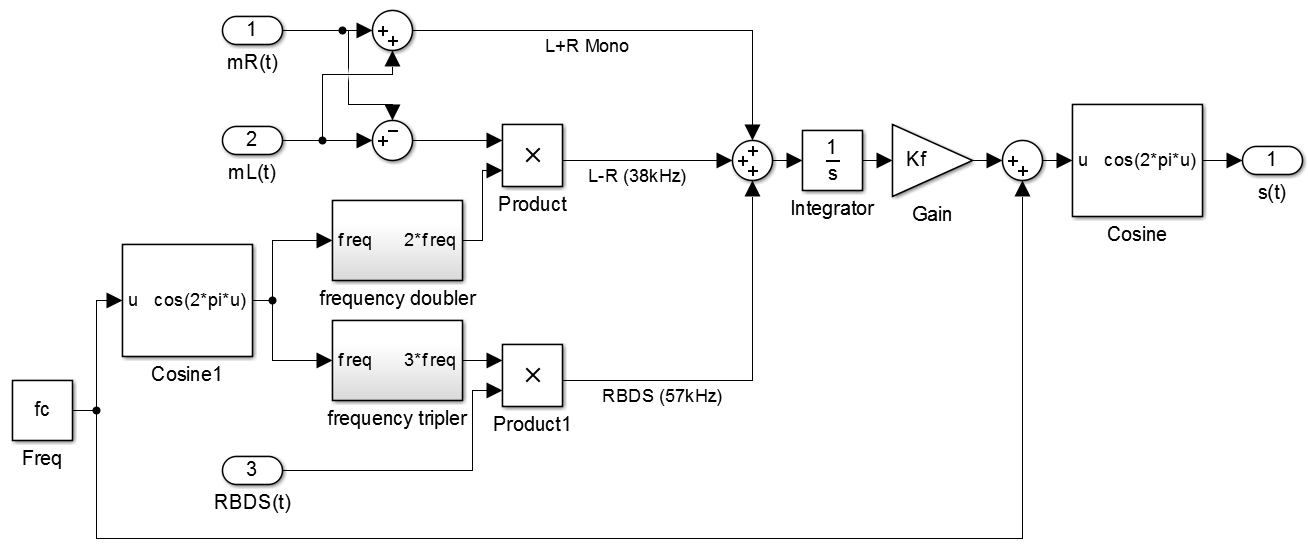 1
mR(t)
+
+
L+R Mono
2
mL(t)
+
−
×
Product
L-R (38kHz)
+
+
+
1
s
Integrator
Kf
Gain
+
+
u cos(2*pi*u)
Cosine
1
s(t)
freq 2*freq
frequency doubler
u cos(2*pi*u)
Cosine1
freq 3*freq
frequency tripler
×
Product1
RBDS (57kHz)
fc
Freq
3
RBDS(t)